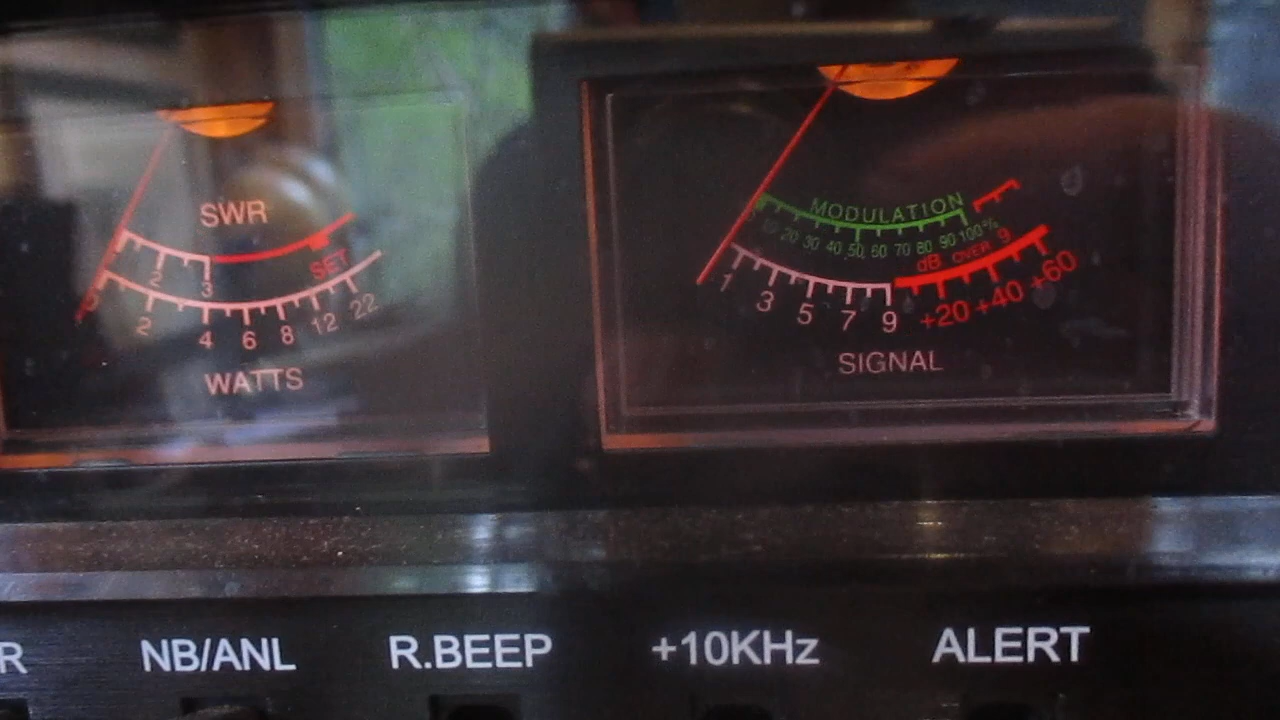 SWR
2 3
SET
0 2 4 6 8 12 22
WATTS
MODULATION
20 30 40 50 60 70 80 90 100%
dB OVER 9
1 3 5 7 9 +20 +40 +60
SIGNAL
R NB/ANL R.BEEP +10KHz ALERT